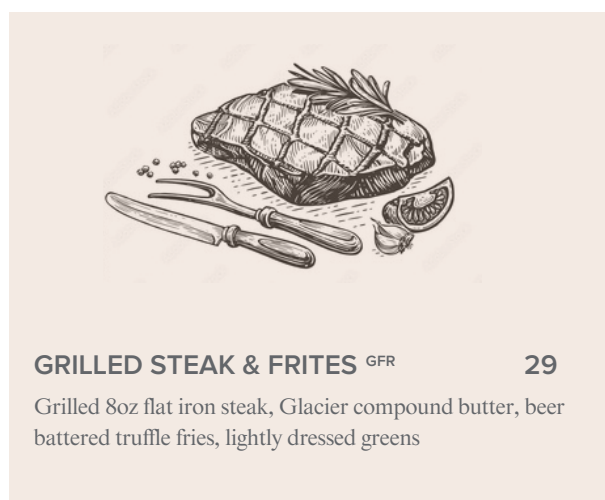 GRILLED STEAK & FRITES GFR 29
Grilled 8oz flat iron steak, Glacier compound butter, beer
battered truffle fries, lightly dressed greens